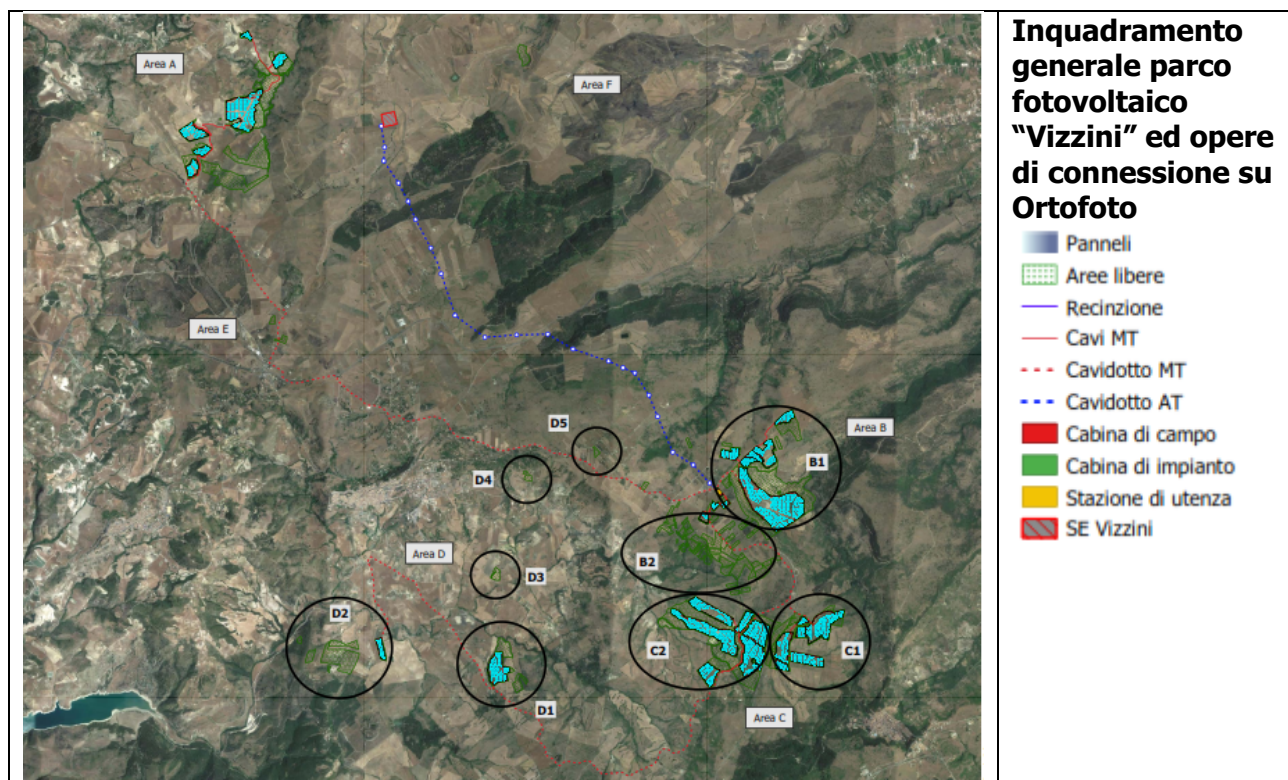 Area A
Area F
Area E
D5
Area B
B1
D4
Area D
B2
D3
D2
C2
C1
D1
Area C
Inquadramento
generale parco
fotovoltaico
“Vizzini” ed opere
di connessione su
Ortofoto
Panneli
Aree libere
Recinzione
Cavi MT
Cavidotto MT
Cavidotto AT
Cabina di campo
Cabina di impianto
Stazione di utenza
SE Vizzini